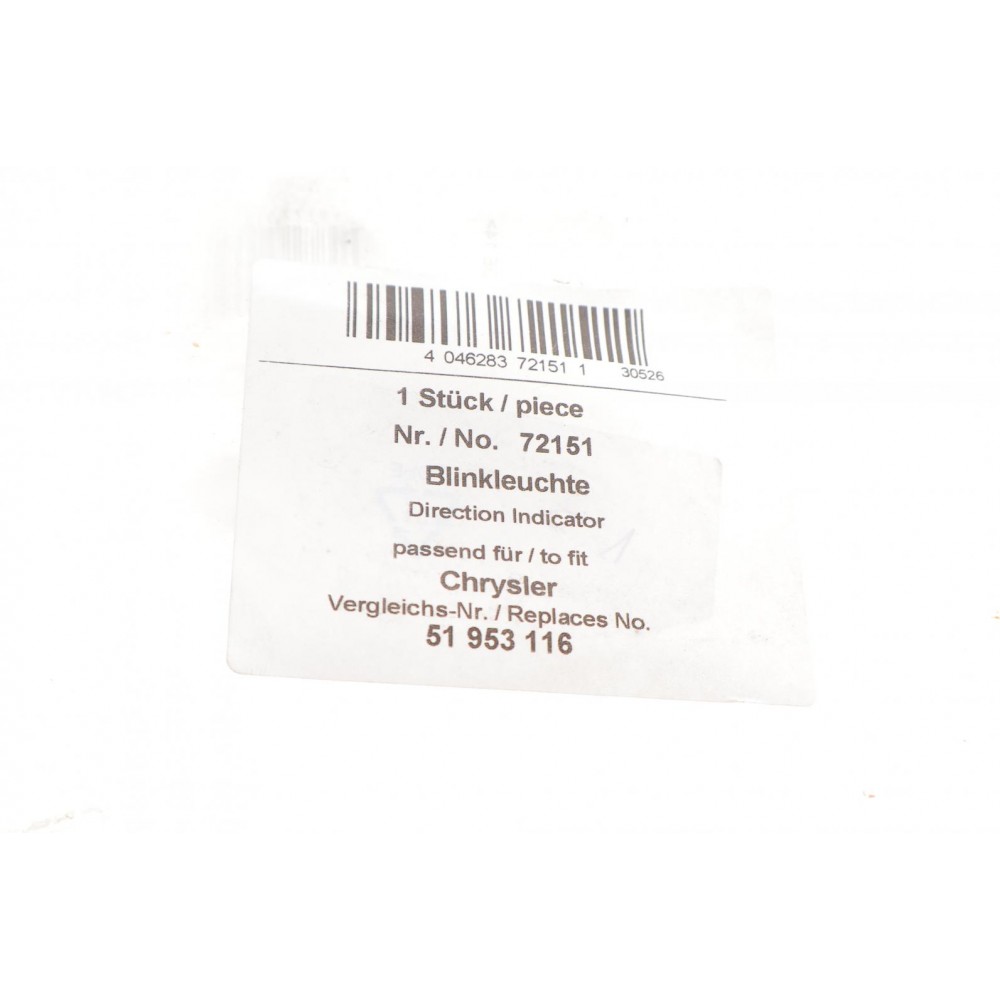 4 046283 72151 1 30526
1 Stück / piece
Nr. / No. 72151
Blinkleuchte
Direction Indicator
passend für / to fit
Chrysler
Vergleichs-Nr. / Replaces No.
51 953 116